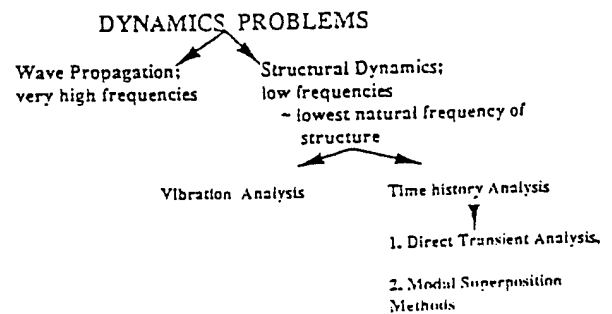 DYNAMICS PROBLEMS
Wave Propagation;
very high frequencies
Structural Dynamics;
low frequencies
~ lowest natural frequency of
structure
Vibration Analysis
Time history Analysis
1. Direct Transient Analysis,
2. Modal Superposition
Methods